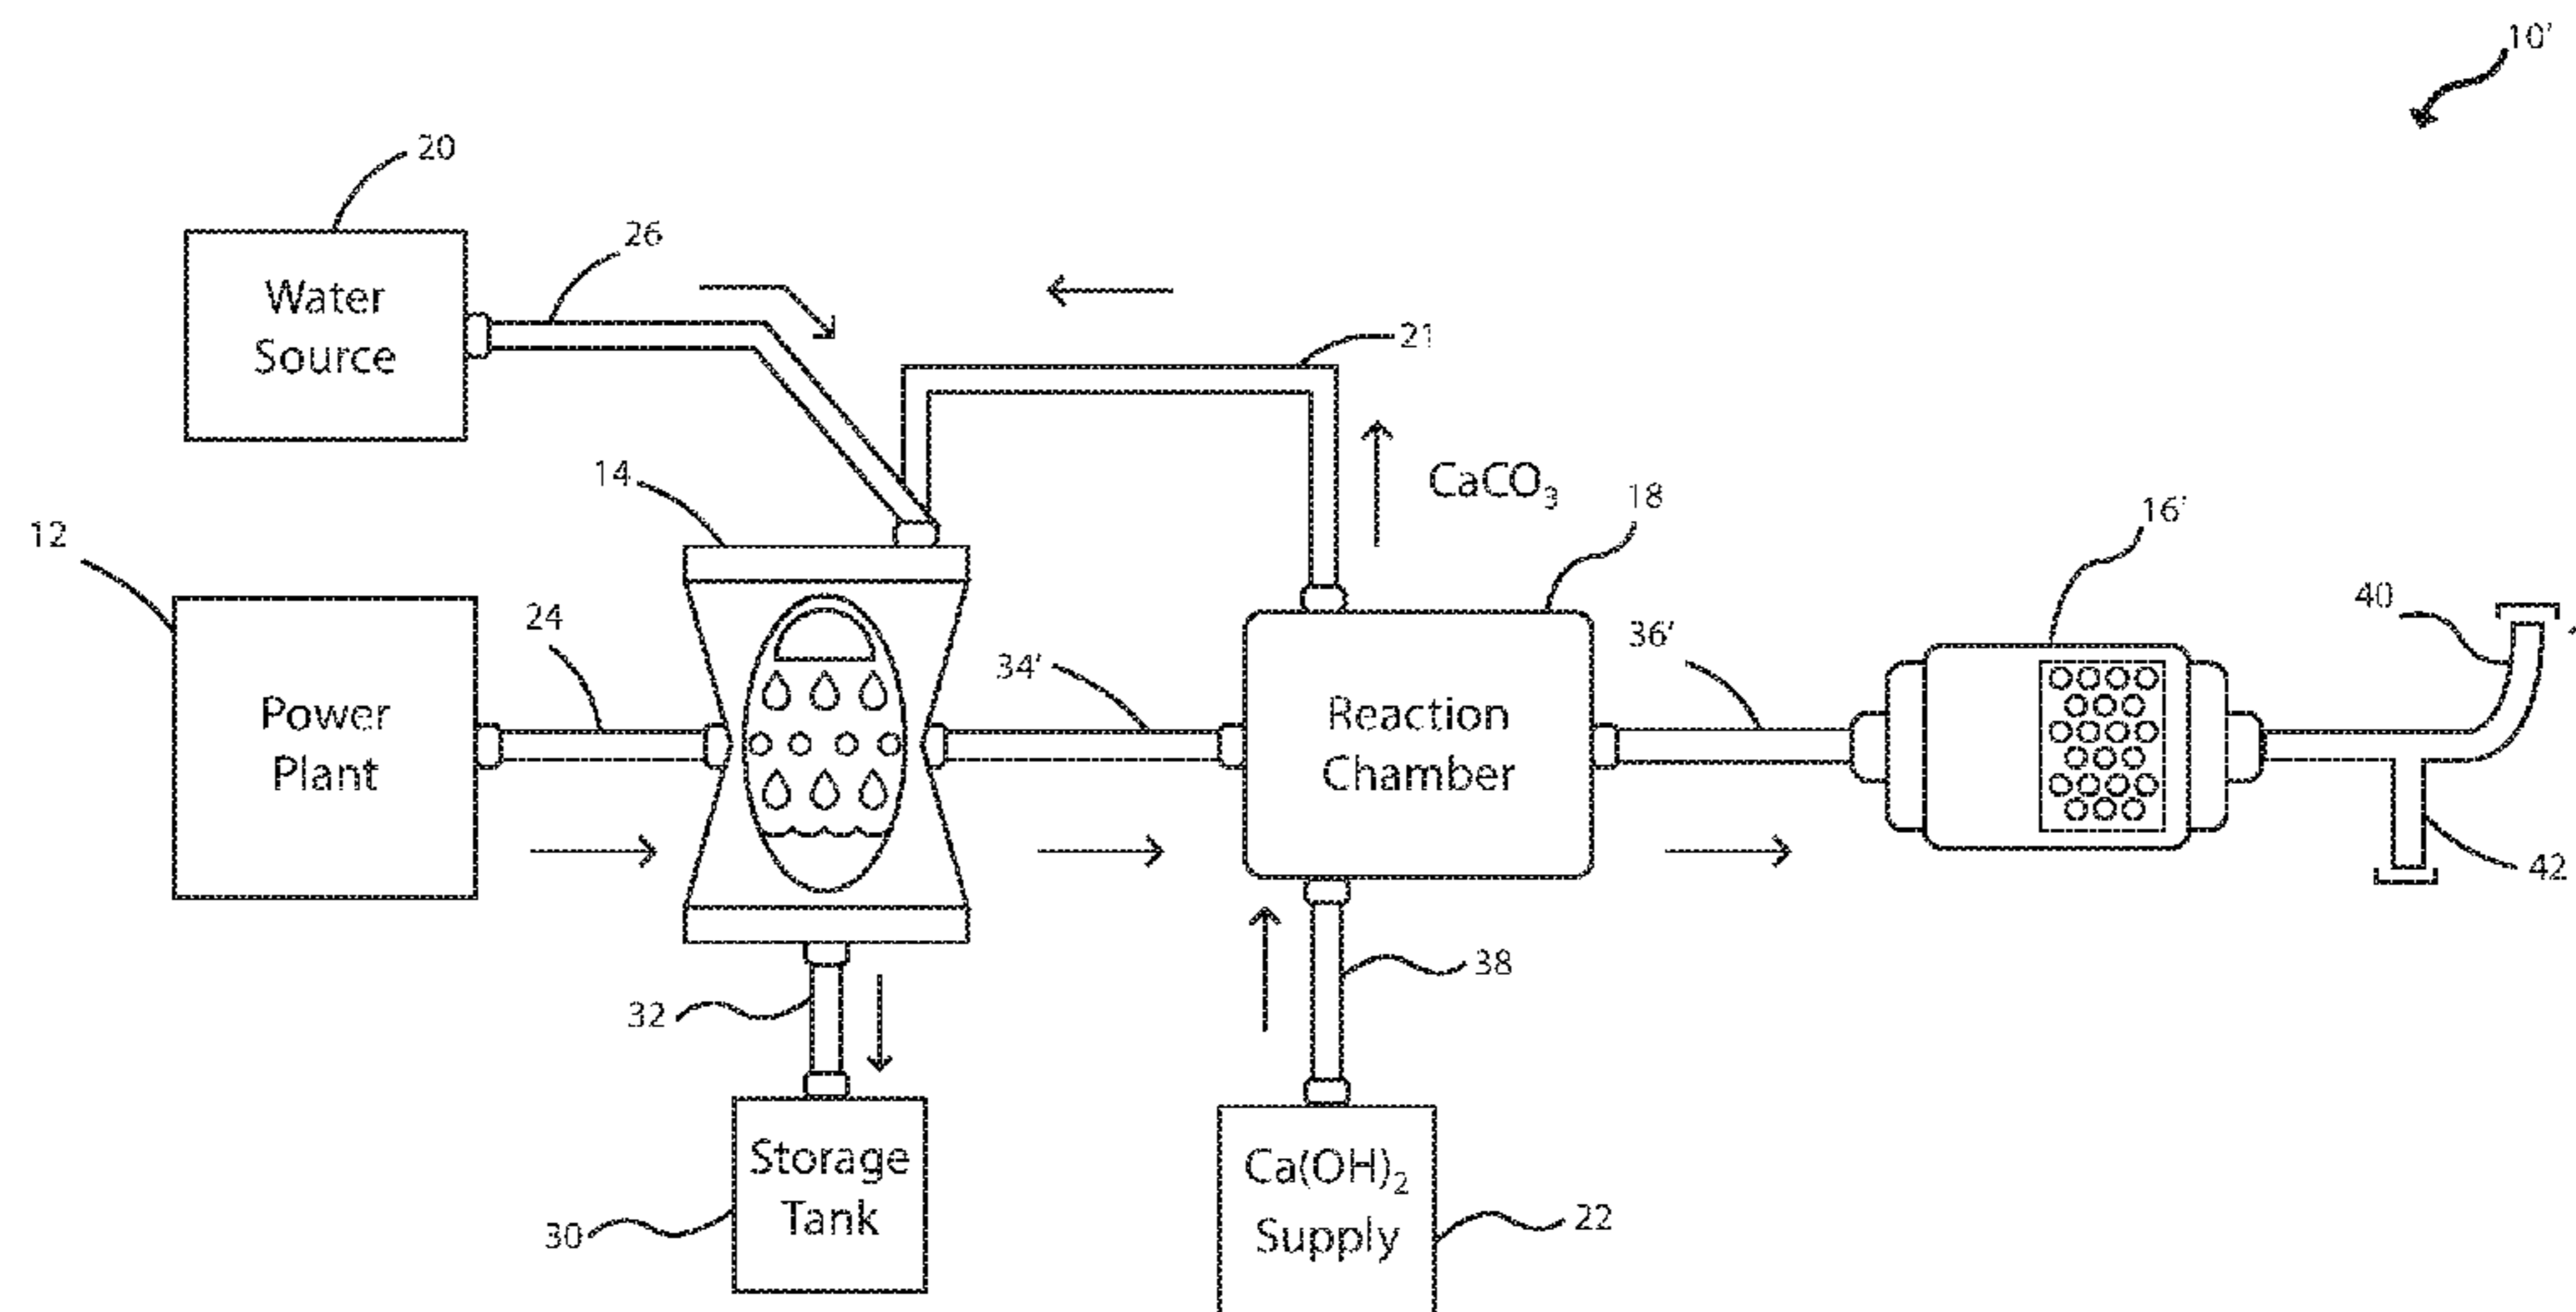 10'
20
26
Water
Source
21
14
CaCO₃
18
16'
12
24
34'
36'
40
Power
Plant
Reaction
Chamber
42
32
38
Storage
Tank
30
Ca(OH)₂
Supply
22